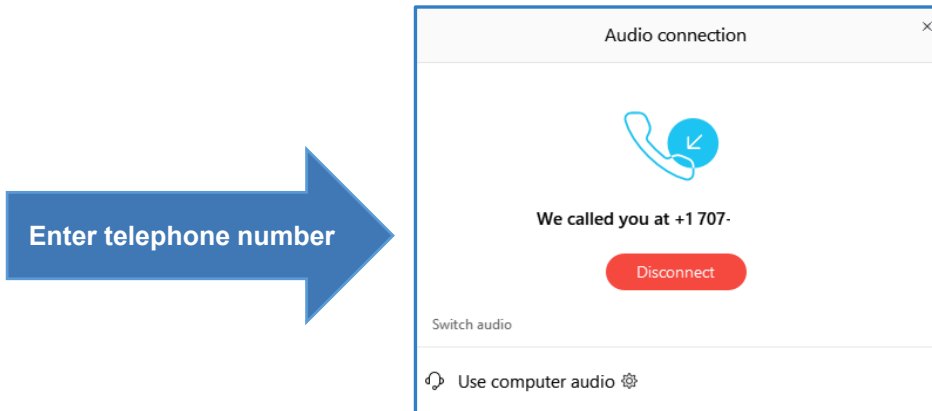 Audio connection
Enter telephone number
We called you at +1 707-
Disconnect
Switch audio
Use computer audio